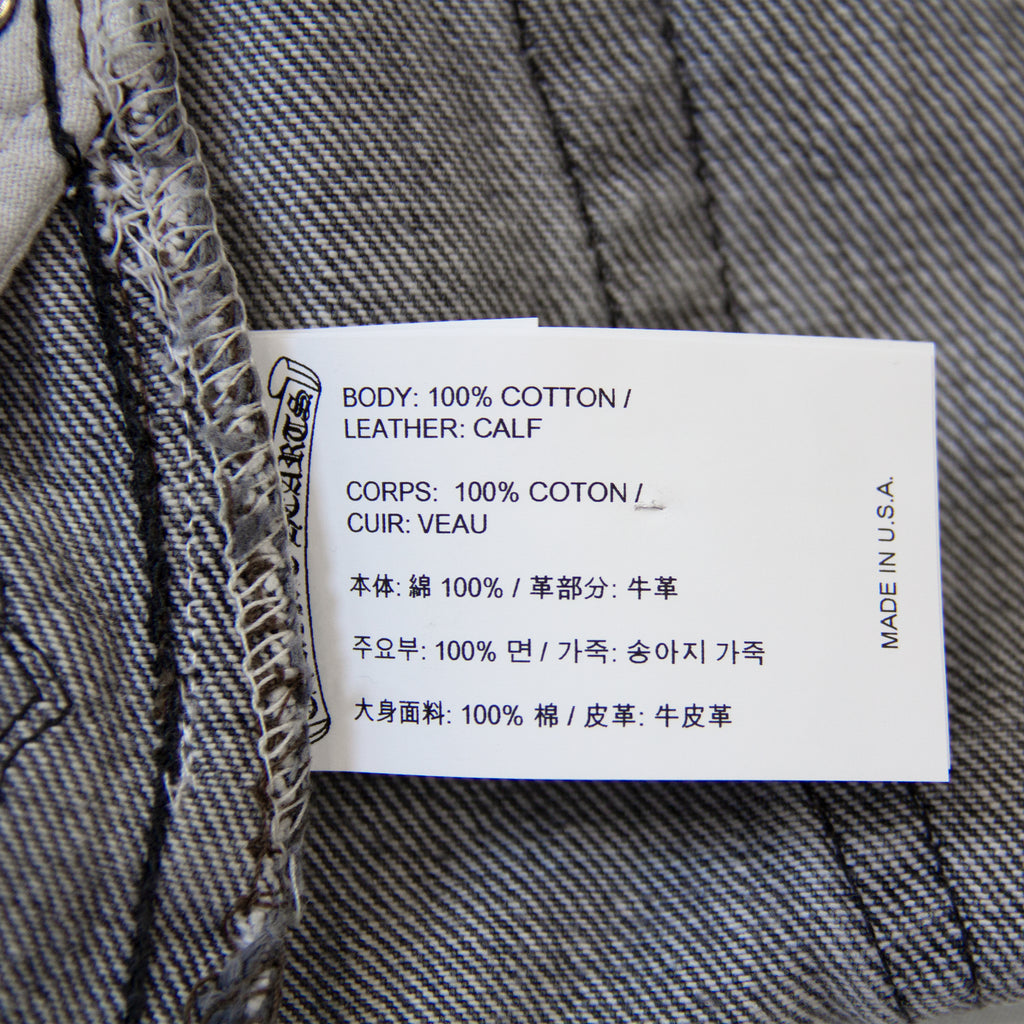 BODY: 100% COTTON /
LEATHER: CALF
CORPS: 100% COTON /
CUIR: VEAU
本体: 綿 100% / 革部分: 牛革
주요부: 100% 면 / 가죽: 송아지 가죽
大身面料: 100% 棉 / 皮革: 牛皮革
MADE IN U.S.A.